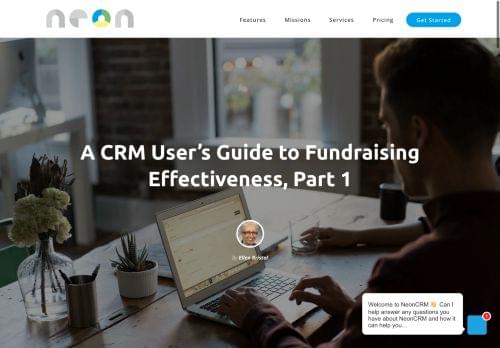 neon
Features
Missions
Services
Pricing
Get Started
A CRM User's Guide to Fundraising
Effectiveness, Part 1
By Ellen Bristol
Welcome to NeonCRM 👋 Can I
help answer any questions you
have about NeonCRM and how it
can help you...
1